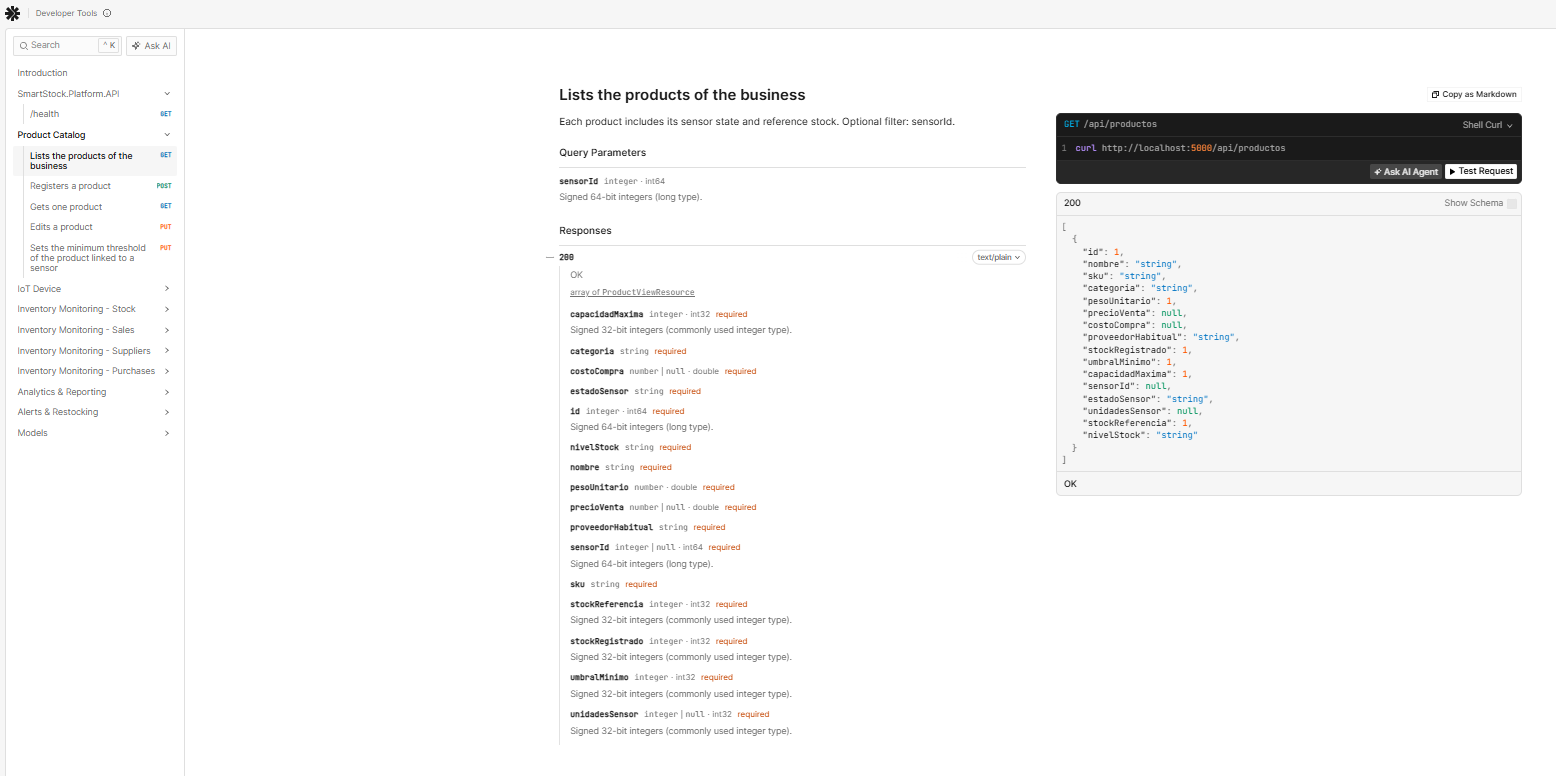 Developer Tools
Search ^ K
Ask AI
Introduction
SmartStock.Platform.API
/health GET
Product Catalog
Lists the products of the GET
business
Registers a product POST
Gets one product GET
Edits a product PUT
Sets the minimum threshold PUT
of the product linked to a
sensor
IoT Device
Inventory Monitoring - Stock
Inventory Monitoring - Sales
Inventory Monitoring - Suppliers
Inventory Monitoring - Purchases
Analytics & Reporting
Alerts & Restocking
Models
Lists the products of the business
Each product includes its sensor state and reference stock. Optional filter: sensorId.
Query Parameters
sensorId integer · int64
Signed 64-bit integers (long type).
Responses
200 text/plain
OK
array of ProductViewResource
capacidadMaxima integer · int32 required
Signed 32-bit integers (commonly used integer type).
categoria string required
costoCompra number | null · double required
estadoSensor string required
id integer · int64 required
Signed 64-bit integers (long type).
nivelStock string required
nombre string required
pesoUnitario number · double required
precioVenta number | null · double required
proveedorHabitual string required
sensorId integer | null · int64 required
Signed 64-bit integers (long type).
sku string required
stockReferencia integer · int32 required
Signed 32-bit integers (commonly used integer type).
stockRegistrado integer · int32 required
Signed 32-bit integers (commonly used integer type).
umbralMinimo integer · int32 required
Signed 32-bit integers (commonly used integer type).
unidadesSensor integer | null · int32 required
Signed 32-bit integers (commonly used integer type).
Copy as Markdown
GET /api/productos Shell Curl
1 curl http://localhost:5000/api/productos
Ask AI Agent
Test Request
200 Show Schema
[
{
"id": 1,
"nombre": "string",
"sku": "string",
"categoria": "string",
"pesoUnitario": 1,
"precioVenta": null,
"costoCompra": null,
"proveedorHabitual": "string",
"stockRegistrado": 1,
"umbralMinimo": 1,
"capacidadMaxima": 1,
"sensorId": null,
"estadoSensor": "string",
"unidadesSensor": null,
"stockReferencia": 1,
"nivelStock": "string"
}
]
OK